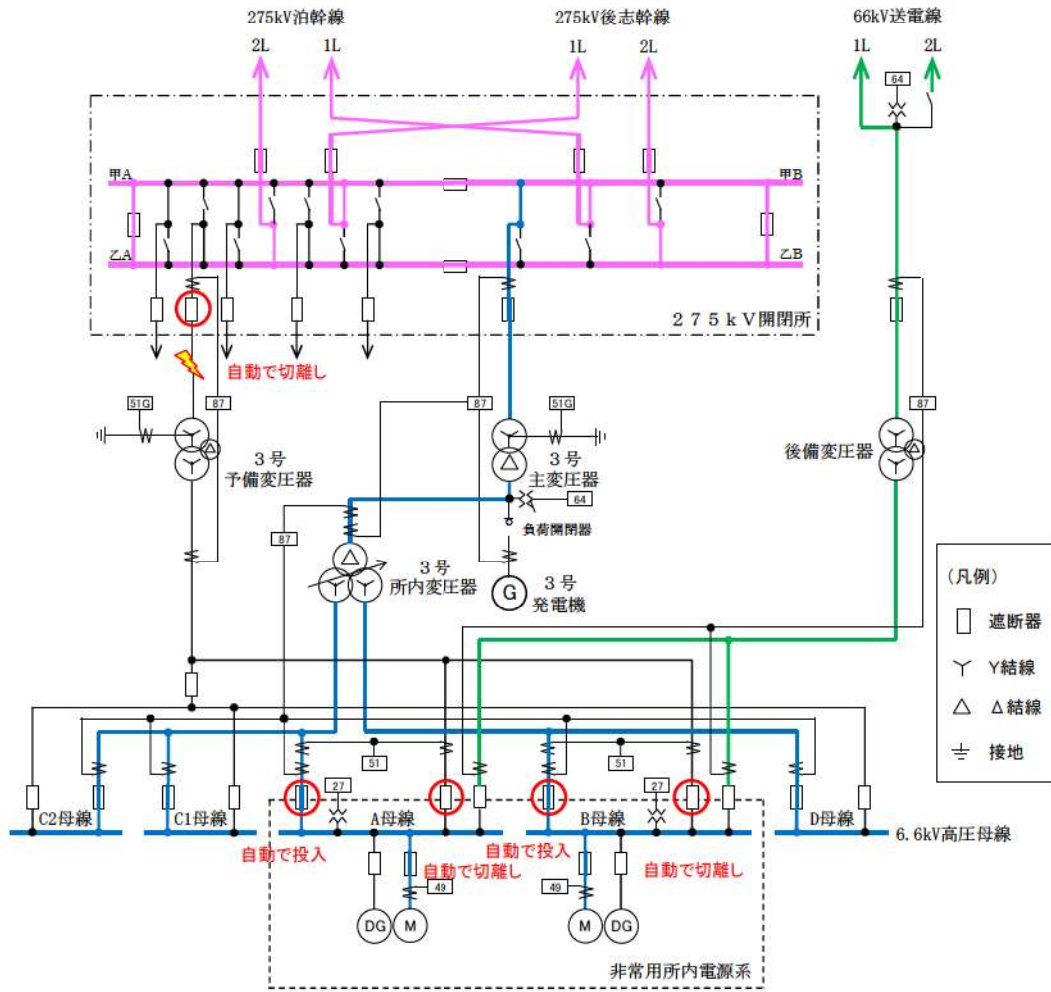 275kV泊幹線
275kV後志幹線
66kV送電線
2L
1L
1L
2L
1L
2L
64
甲A
甲B
乙A
乙B
275kV開閉所
自動で切離し
51G
87
87
51G
87
3号
予備変圧器
3号
主変圧器
後備変圧器
64
負荷開閉器
87
3号
所内変圧器
G
3号
発電機
(凡例)
遮断器
Y結線
Δ結線
接地
51
51
27
27
C2母線
C1母線
A母線
B母線
D母線
6.6kV高圧母線
自動で投入
自動で切離し
自動で投入
自動で切離し
49
49
DG
M
M
DG
非常用所内電源系